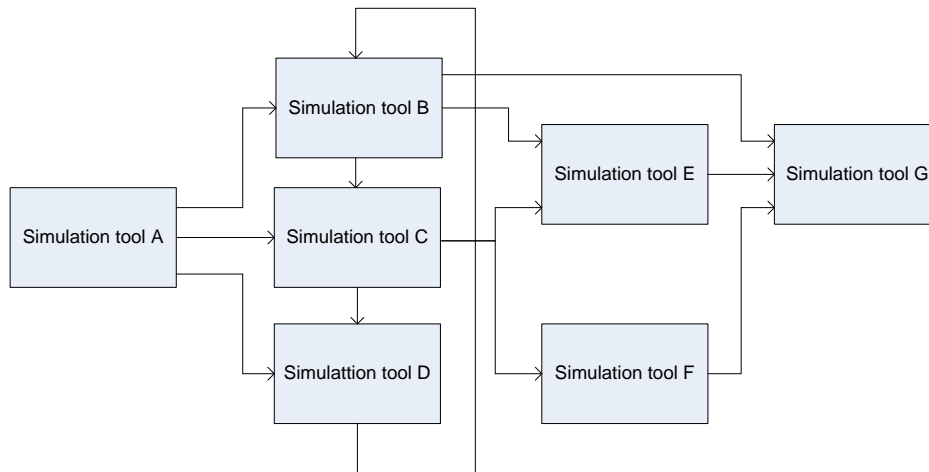 Simulation tool A
Simulation tool B
Simulation tool C
Simulattion tool D
Simulation tool E
Simulation tool F
Simulation tool G